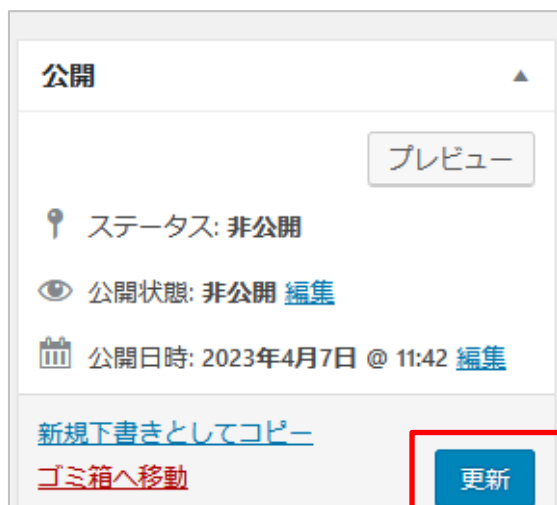 公開
プレビュー
ステータス: 非公開
公開状態: 非公開 編集
公開日時: 2023年4月7日 @ 11:42 編集
新規下書きとしてコピー
ゴミ箱へ移動
更新